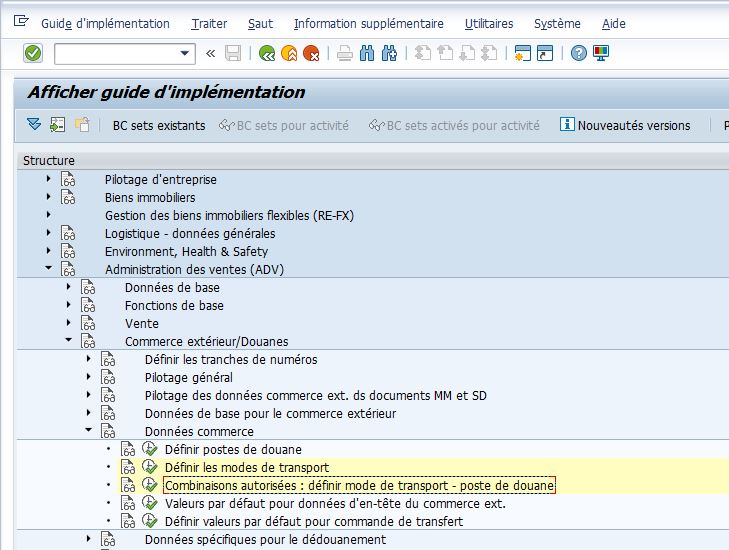 Guide d'implémentation Traiter Saut Information supplémentaire Utilitaires Système Aide
Afficher guide d'implémentation
BC sets existants BC sets pour activité BC sets activés pour activité Nouveautés versions P
Structure
Pilotage d'entreprise
Biens immobiliers
Gestion des biens immobiliers flexibles (RE-FX)
Logistique - données générales
Environment, Health & Safety
Administration des ventes (ADV)
Données de base
Fonctions de base
Vente
Commerce extérieur/Douanes
Définir les tranches de numéros
Pilotage général
Pilotage des données commerce ext. ds documents MM et SD
Données de base pour le commerce extérieur
Données commerce
Définir postes de douane
Définir les modes de transport
Combinaisons autorisées : définir mode de transport - poste de douane
Valeurs par défaut pour données d'en-tête du commerce ext.
Définir valeurs par défaut pour commande de transfert
Données spécifiques pour le dédouanement